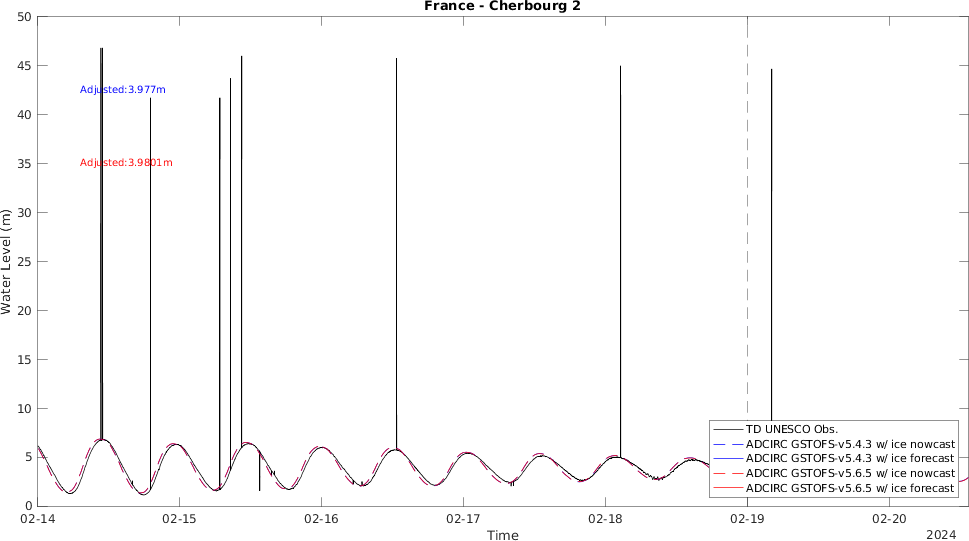 France - Cherbourg 2
50
45
40
35
30
25
20
15
10
5
0
Water Level (m)
Adjusted:3.977m
Adjusted:3.9801m
TD UNESCO Obs.
ADCIRC GSTOFS-v5.4.3 w/ ice nowcast
ADCIRC GSTOFS-v5.4.3 w/ ice forecast
ADCIRC GSTOFS-v5.6.5 w/ ice nowcast
ADCIRC GSTOFS-v5.6.5 w/ ice forecast
02-14 02-15 02-16 02-17 02-18 02-19 02-20
Time
2024